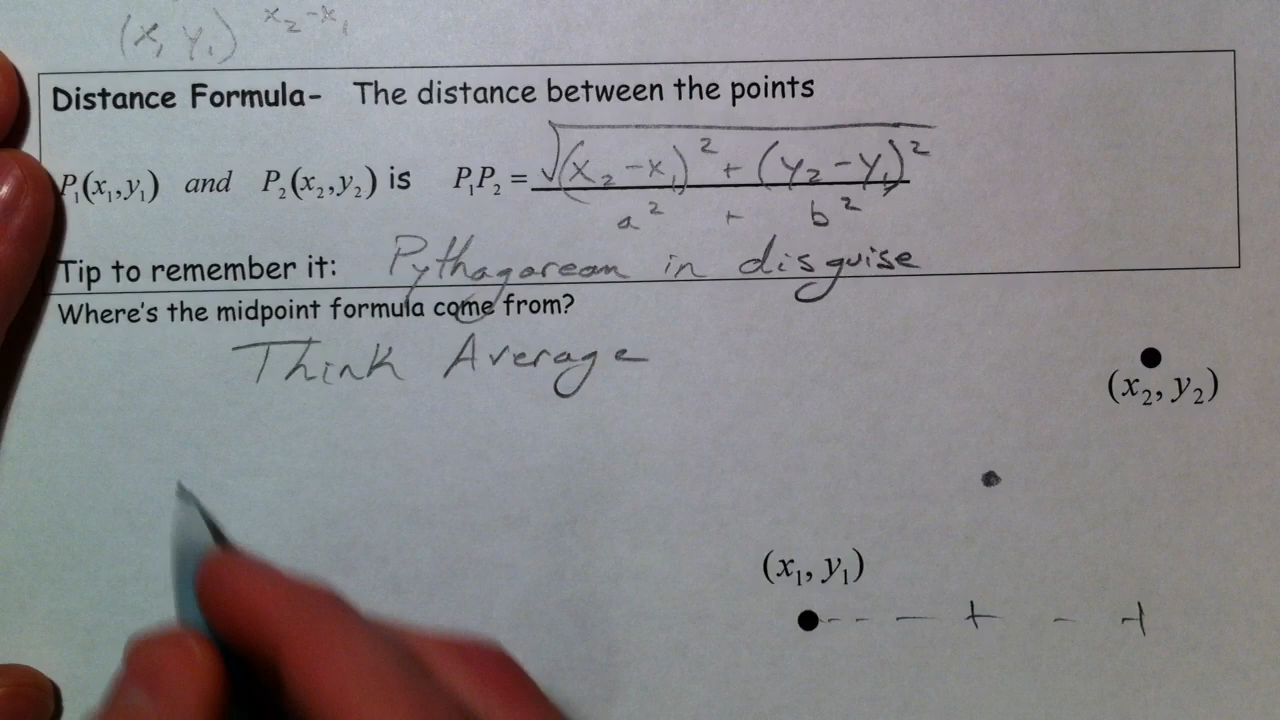 (x, y₁) x₂-x₁
Distance Formula- The distance between the points
P₁(x₁,y₁) and P₂(x₂,y₂) is P₁P₂ = √(x₂-x₁)² + (y₂-y₁)²
a² + b²
Tip to remember it: Pythagorean in disguise
Where's the midpoint formula come from?
Think Average
(x₂, y₂)
(x₁, y₁)